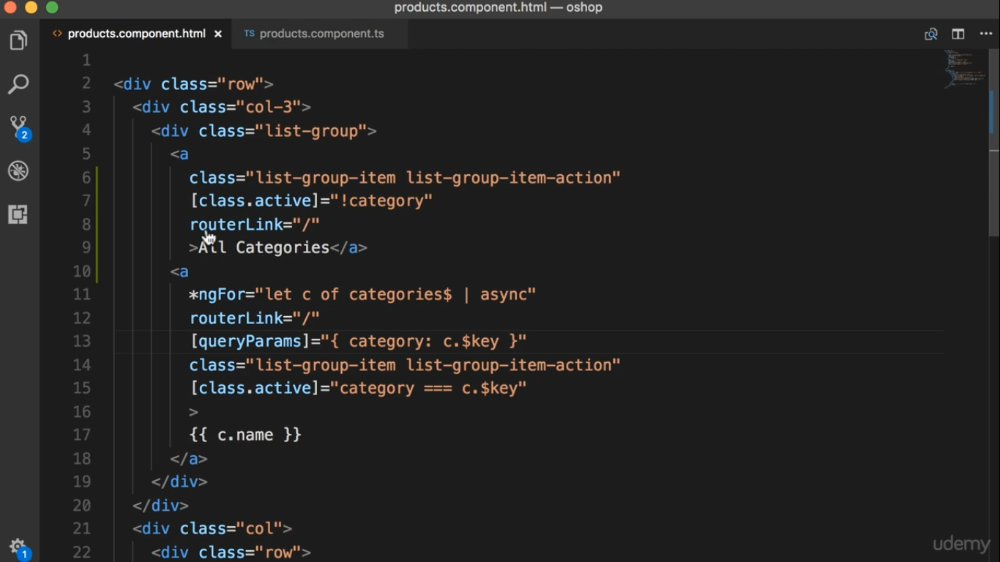 products.component.html — oshop
<> products.component.html ×
TS products.component.ts
1
2 <div class="row">
3 <div class="col-3">
4 <div class="list-group">
5 <a
6 class="list-group-item list-group-item-action"
7 [class.active]="!category"
8 routerLink="/"
9 >All Categories</a>
10 <a
11 *ngFor="let c of categories$ | async"
12 routerLink="/"
13 [queryParams]="{ category: c.$key }"
14 class="list-group-item list-group-item-action"
15 [class.active]="category === c.$key"
16 >
17 {{ c.name }}
18 </a>
19 </div>
20 </div>
21 <div class="col">
22 <div class="row">
2
1
udemy